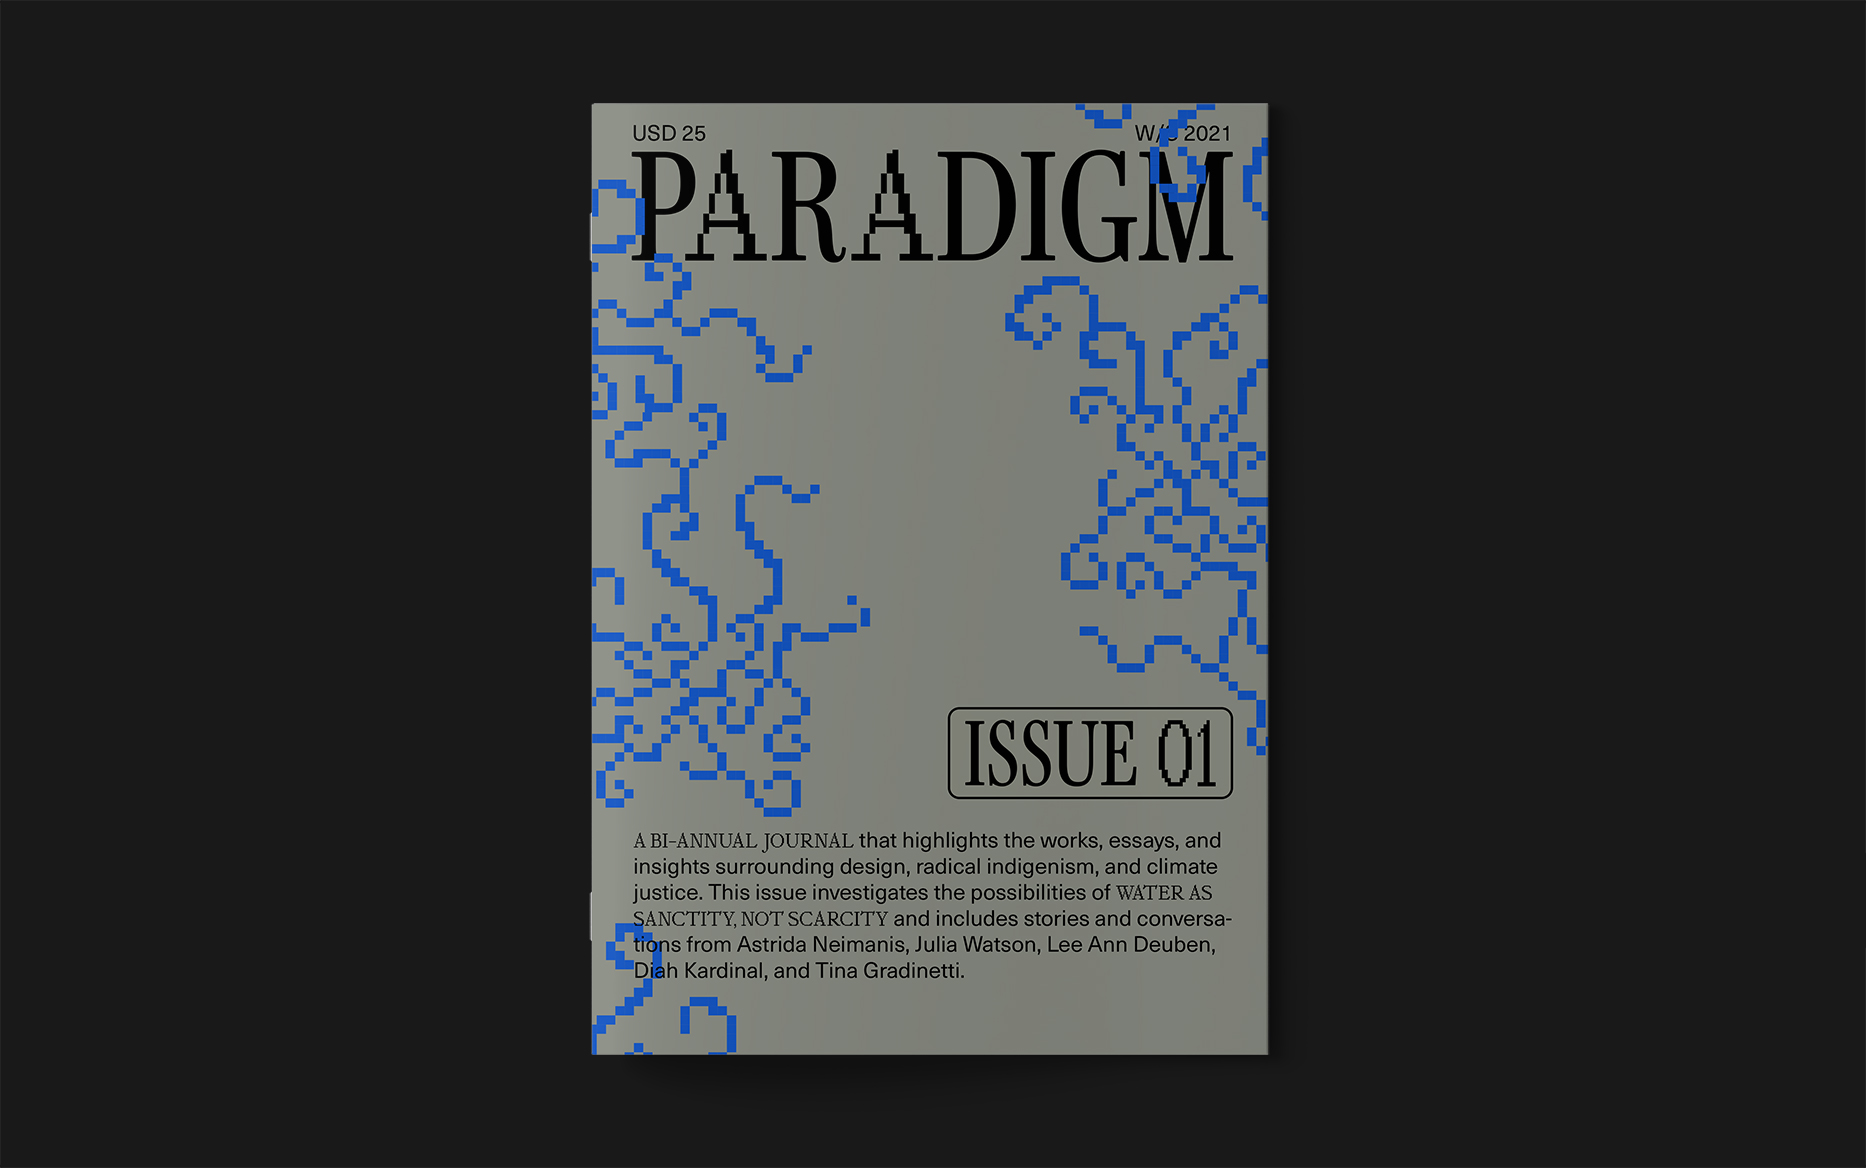 USD 25
W/S 2021
PARADIGM
ISSUE 01
A BI-ANNUAL JOURNAL that highlights the works, essays, and
insights surrounding design, radical indigenism, and climate
justice. This issue investigates the possibilities of WATER AS
SANCTITY, NOT SCARCITY and includes stories and conversa-
tions from Astrida Neimanis, Julia Watson, Lee Ann Deuben,
Diah Kardinal, and Tina Gradinetti.